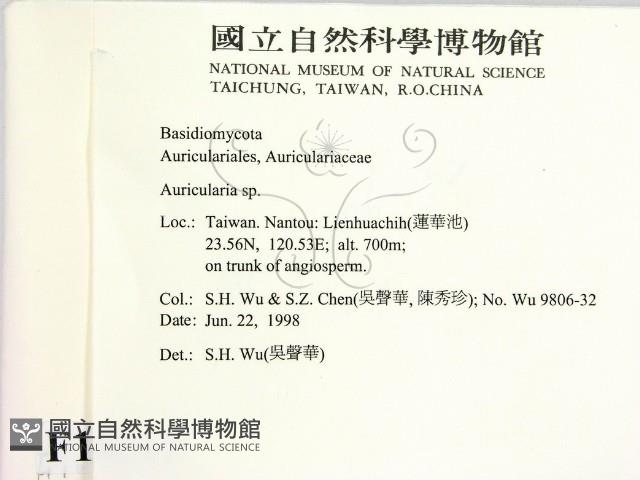 國立自然科學博物館
NATIONAL MUSEUM OF NATURAL SCIENCE
TAICHUNG, TAIWAN, R.O.CHINA
Basidiomycota
Auriculariales, Auriculariaceae
Auricularia sp.
Loc.: Taiwan. Nantou: Lienhuachih(蓮華池)
23.56N, 120.53E; alt. 700m;
on trunk of angiosperm.
Col.: S.H. Wu & S.Z. Chen(吳聲華, 陳秀珍); No. Wu 9806-32
Date: Jun. 22, 1998
Det.: S.H. Wu(吳聲華)
國立自然科學博物館
NATIONAL MUSEUM OF NATURAL SCIENCE
F1